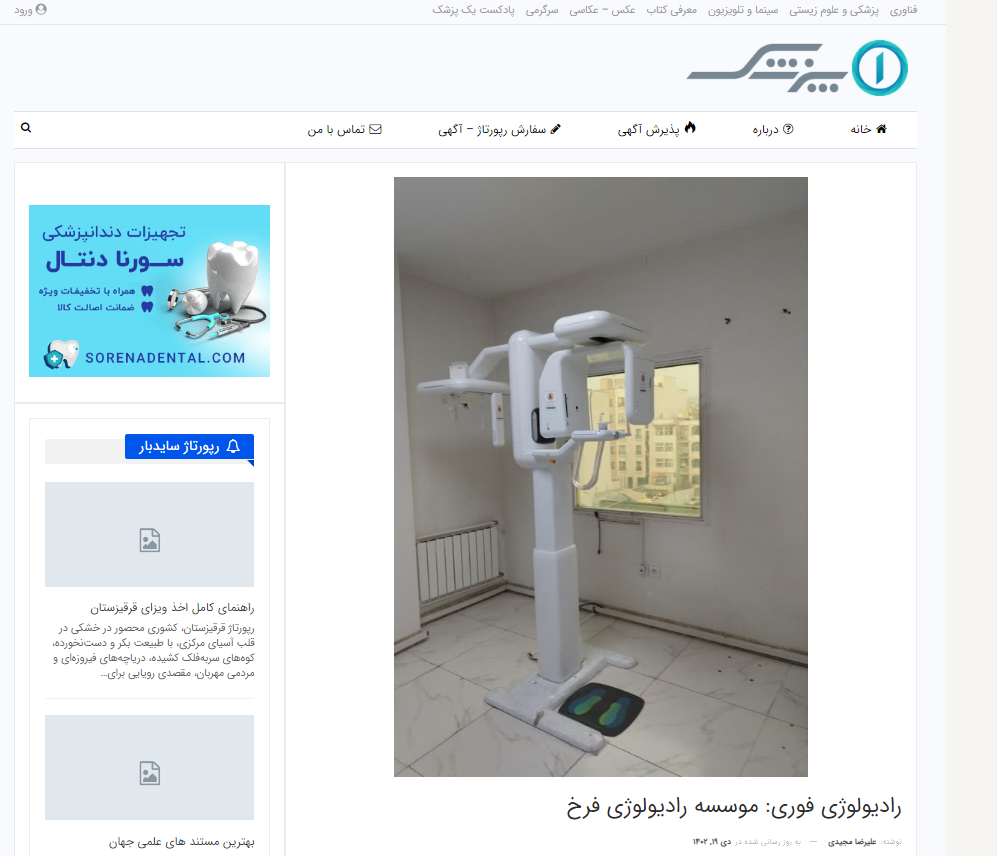 فناوری پزشکی و علوم زیستی سینما و تلویزیون معرفی کتاب عکس – عکاسی سرگرمی پادکست یک پزشک
ورود
۱ پزشک
خانه درباره پذیرش آگهی سفارش رپورتاژ – آگهی تماس با من
تجهیزات دندانپزشکی
سورنا دنتال
همراه با تخفیفات ویژه
ضمانت اصالت کالا
SORENADENTAL.COM
رپورتاژ سایدبار
راهنمای کامل اخذ ویزای قرقیزستان
رپورتاژ قرقیزستان، کشوری محصور در خشکی در
قلب آسیای مرکزی، با طبیعت بکر و دست‌نخورده،
کوه‌های سربه‌فلک کشیده، دریاچه‌های فیروزه‌ای و
مردمی مهربان، مقصدی رویایی برای...
بهترین مستند های علمی جهان
رادیولوژی فوری: موسسه رادیولوژی فرخ
نوشته: علیرضا مجیدی — به روز رسانی شده در دی ۱۹, ۱۴۰۲